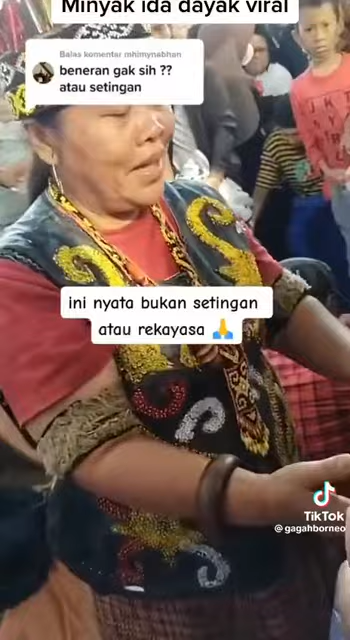 Minyak ida dayak viral
Balas komentar mhimynabhan
beneran gak sih ??
atau setingan
ini nyata bukan setingan
atau rekayasa 🙏
TikTok
@gagahborneo